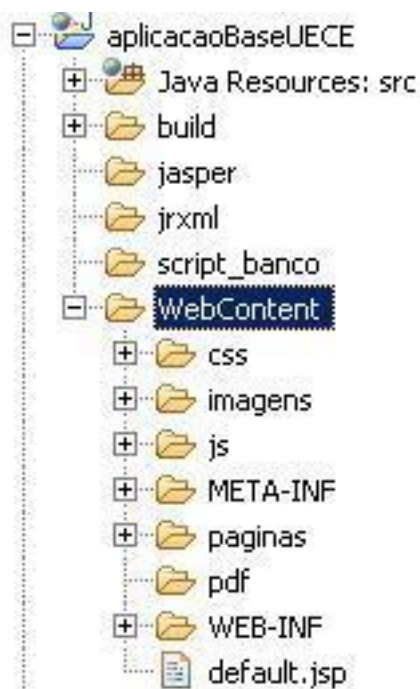 aplicacaoBaseUECE
Java Resources: src
build
jasper
jrxml
script_banco
WebContent
css
imagens
js
META-INF
paginas
pdf
WEB-INF
default.jsp